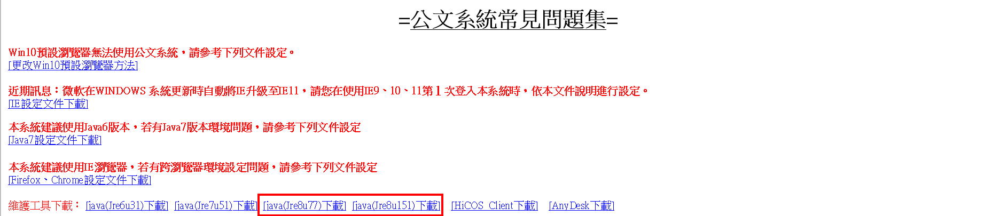 =公文系統常見問題集=
Win10預設瀏覽器無法使用公文系統，請參考下列文件設定。
[更改Win10預設瀏覽器方法]
近期訊息：微軟在WINDOWS 系統更新時自動將IE升級至IE11，請您在使用IE9、10、11第１次登入本系統時，依本文件說明進行設定。
[IE設定文件下載]
本系統建議使用Java6版本，若有Java7版本環境問題，請參考下列文件設定
[Java7設定文件下載]
本系統建議使用IE瀏覽器，若有跨瀏覽器環境設定問題，請參考下列文件設定
[Firefox、Chrome設定文件下載]
維護工具下載： [java(Jre6u31)下載] [java(Jre7u51)下載] [java(Jre8u77)下載] [java(Jre8u151)下載] [HiCOS Client下載] [AnyDesk下載]